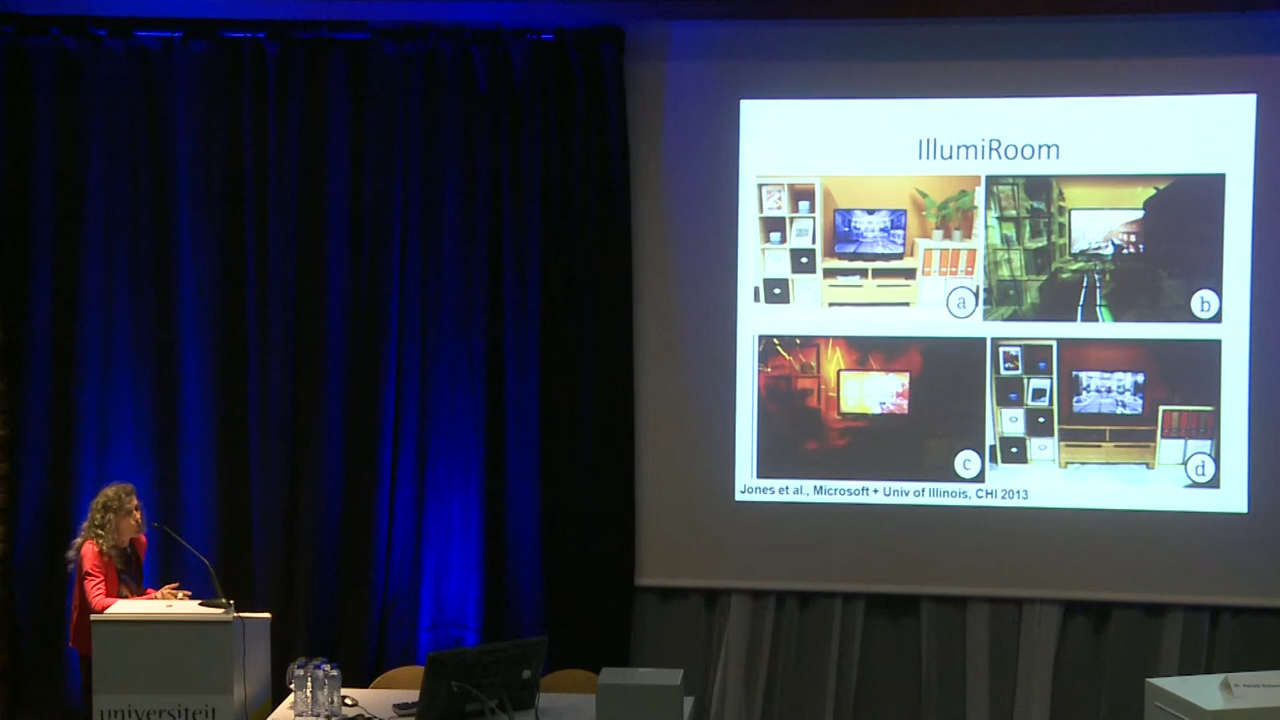 IllumiRoom
a
b
c
d
Jones et al., Microsoft + Univ of Illinois, CHI 2013
universiteit